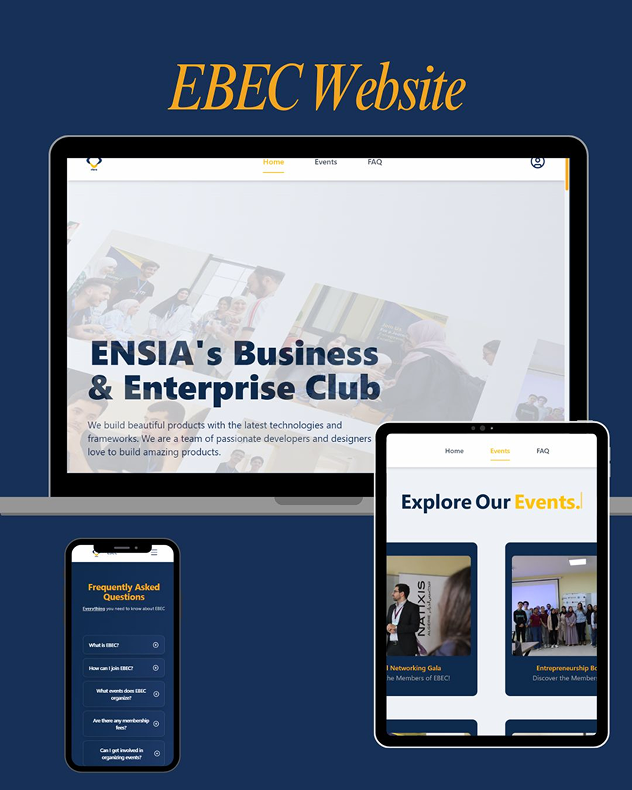 EBEC Website
Home Events FAQ
ENSIA's Business
& Enterprise Club
We build beautiful products with the latest technologies and
frameworks. We are a team of passionate developers and designers
love to build amazing products.
Home Events FAQ
Explore Our Events.
NATIXIS
l Networking Gala
he Members of EBEC!
Entrepreneurship Bo
Discover the Member
Frequently Asked
Questions
Everything you need to know about EBEC
What is EBEC?
How can I join EBEC?
What events does EBEC
organize?
Are there any membership
fees?
Can I get involved in
organizing events?